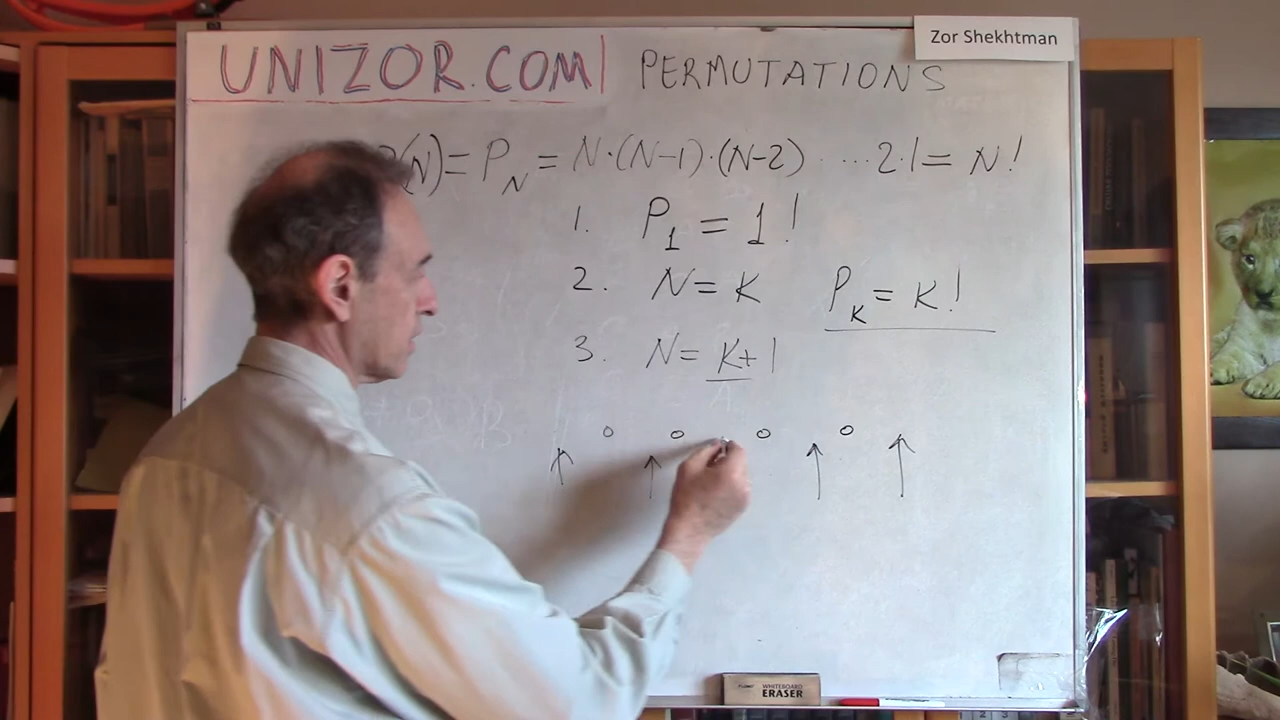 UNIZOR.COM PERMUTATIONS
Zor Shekhtman
(N) = P_N = N·(N-1)·(N-2) ....2·1 = N!
1. P_1 = 1!
2. N = K P_K = K!
3. N = K+1
WHITEBOARD
ERASER